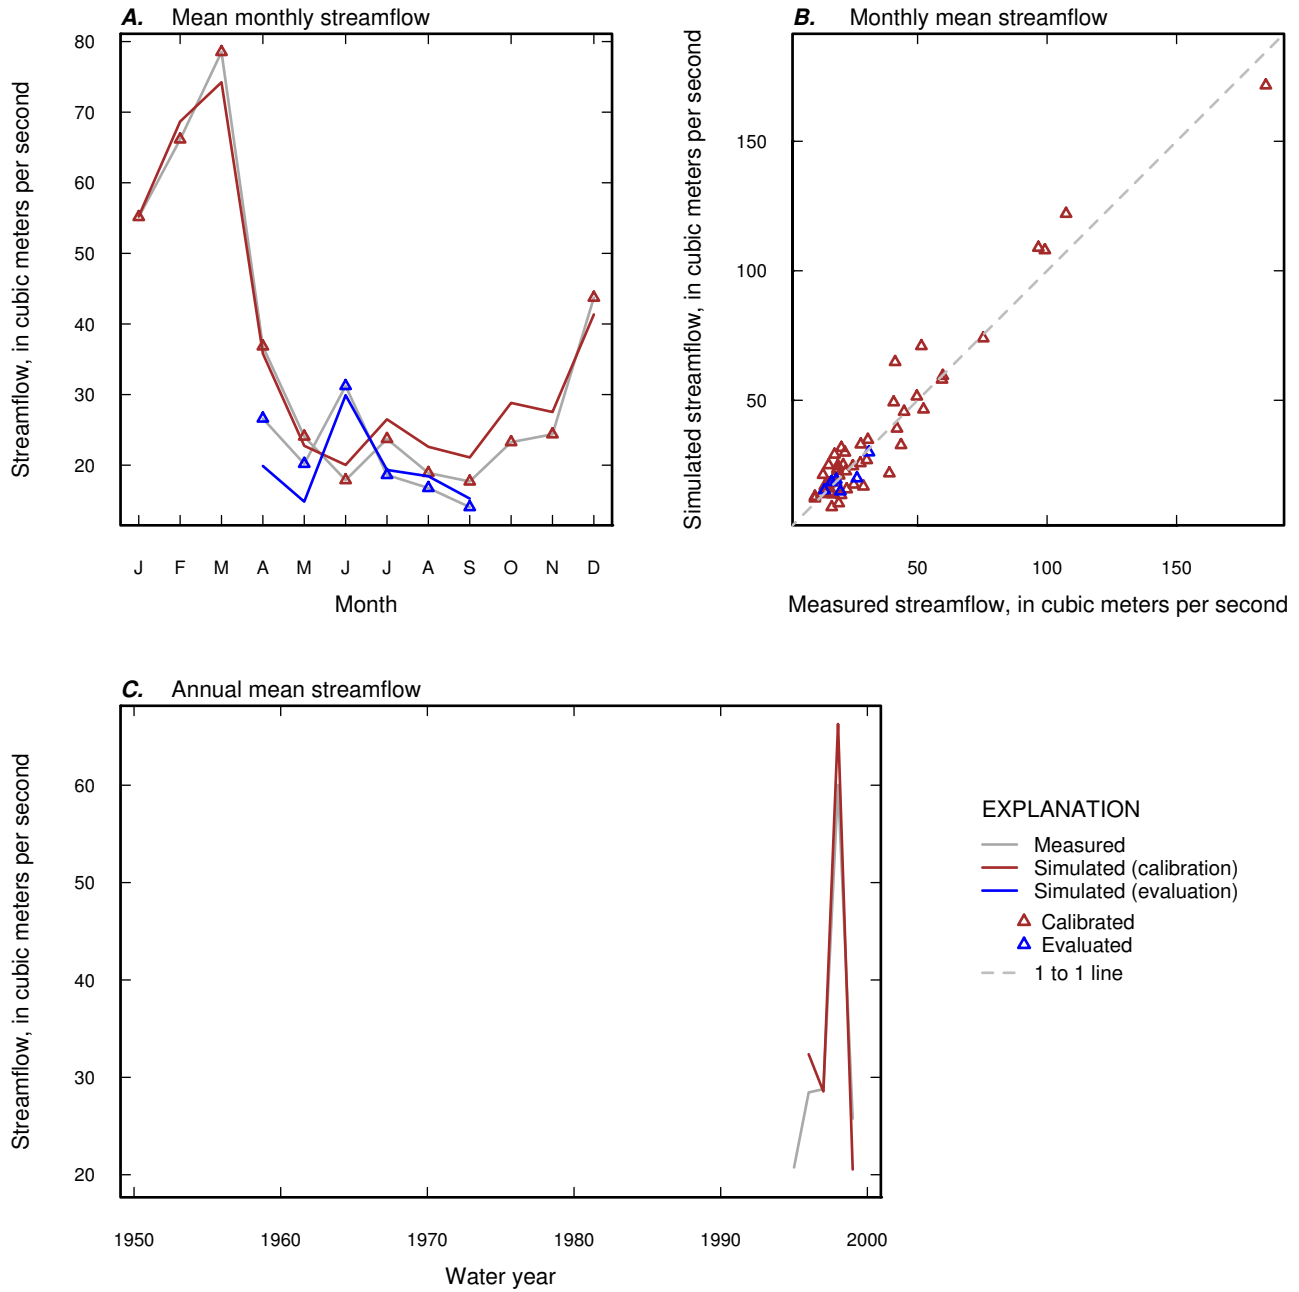 A. Mean monthly streamflow
Streamflow, in cubic meters per second
80
70
60
50
40
30
20
J F M A M J J A S O N D
Month
B. Monthly mean streamflow
Simulated streamflow, in cubic meters per second
150
100
50
50 100 150
Measured streamflow, in cubic meters per second
C. Annual mean streamflow
Streamflow, in cubic meters per second
60
50
40
30
20
1950 1960 1970 1980 1990 2000
Water year
EXPLANATION
Measured
Simulated (calibration)
Simulated (evaluation)
Calibrated
Evaluated
1 to 1 line